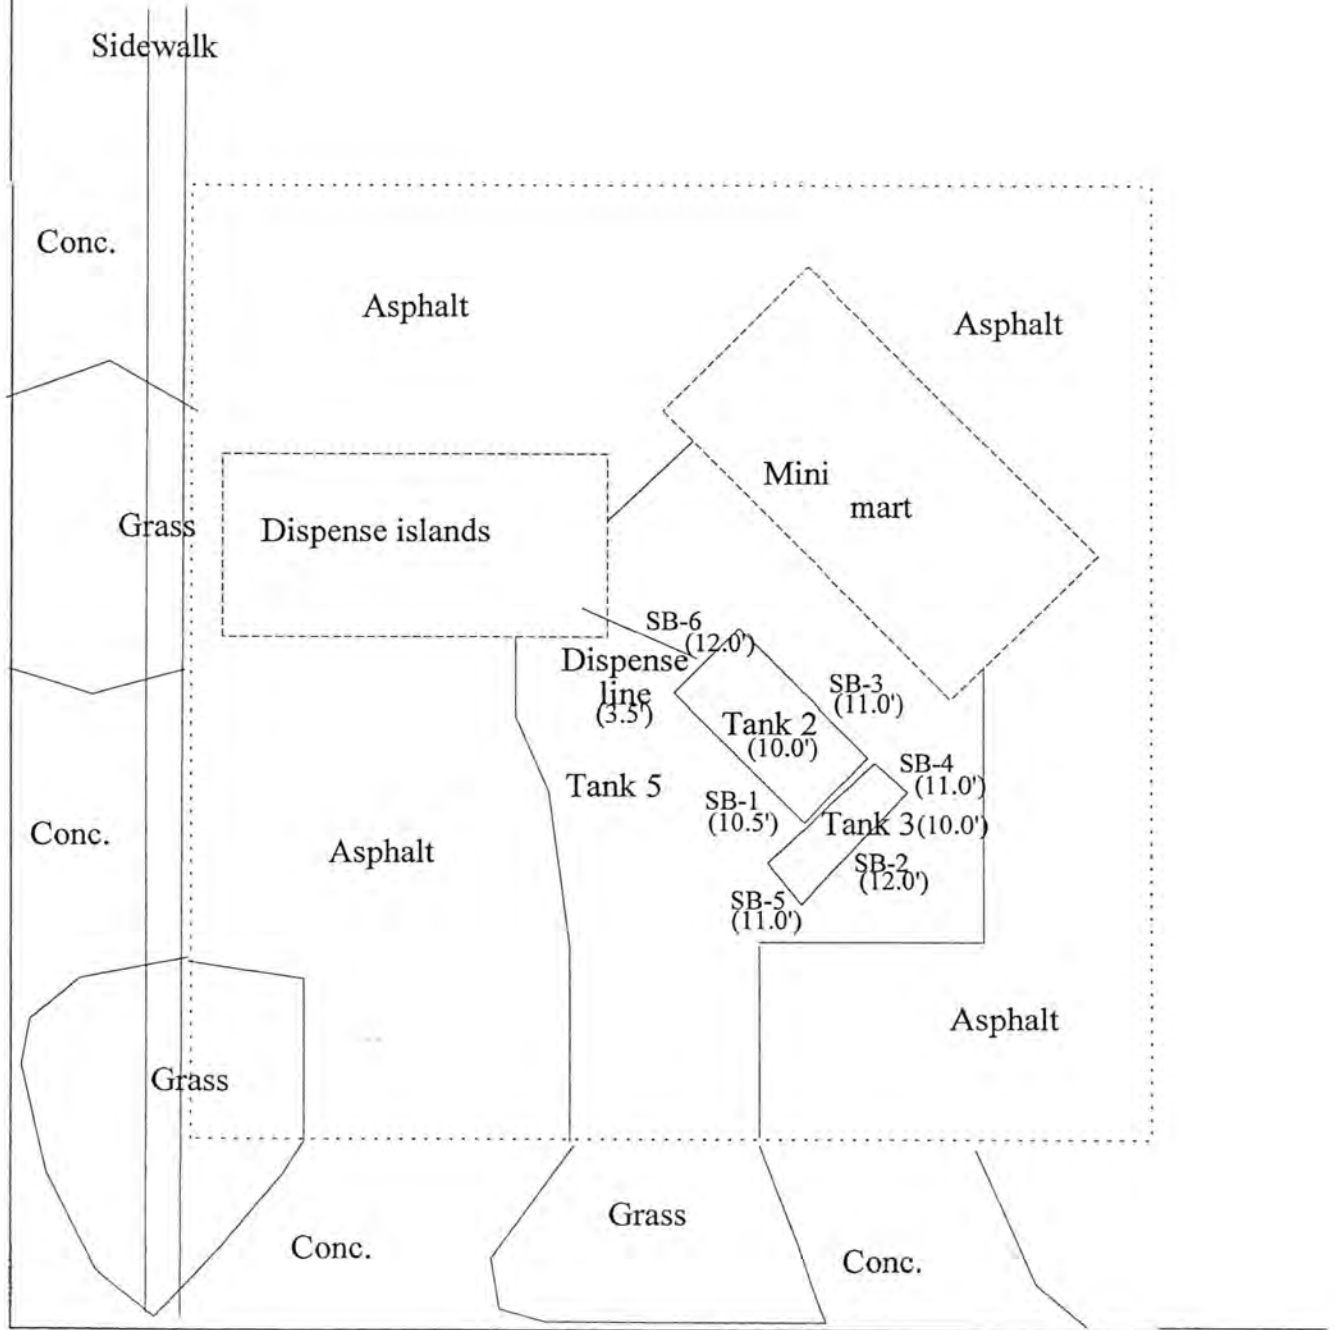 Sidewalk
Conc.
Asphalt
Asphalt
Mini
mart
Grass
Dispense islands
SB-6
(12.0')
Dispense
line
(3.5')
SB-3
(11.0')
Tank 2
(10.0')
SB-4
(11.0')
Tank 5
SB-1
(10.5')
Tank 3(10.0')
Conc.
Asphalt
SB-2
(12.0')
SB-5
(11.0')
Asphalt
Grass
Grass
Conc.
Conc.